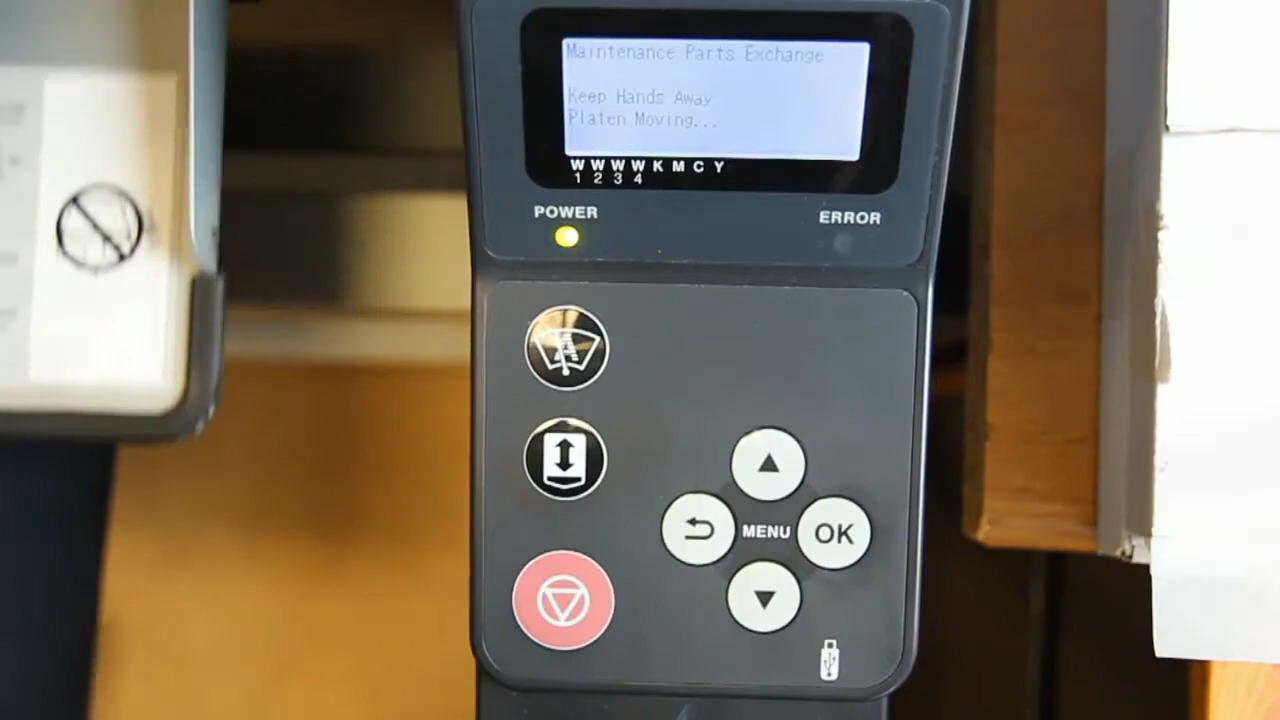 Maintenance Parts Exchange
Keep Hands Away
Platen Moving...
W W W W K M C Y
1 2 3 4
POWER
ERROR
MENU
OK